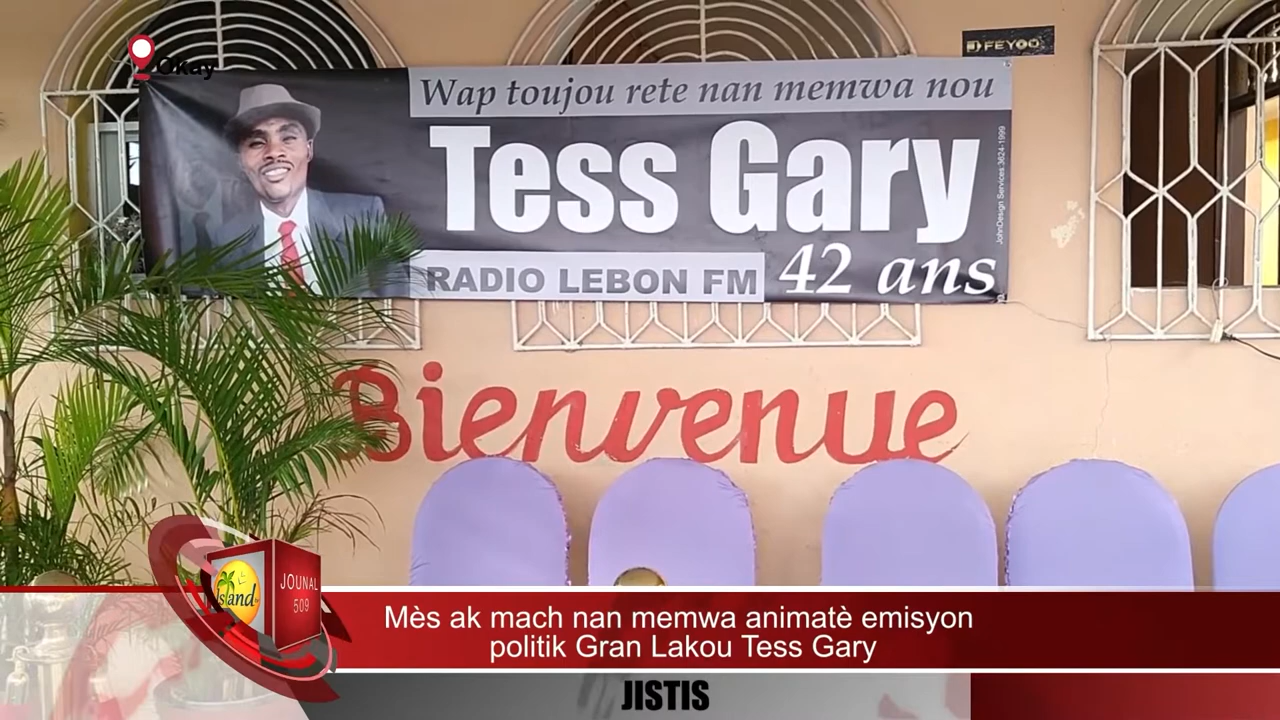 Okay
FEYOO
Wap toujou rete nan memwa nou
Tess Gary
42 ans
RADIO LEBON FM
JohnDesign Services:3624-1999
Bienvenue
Island
JOUNAL
509
Mès ak mach nan memwa animatè emisyon
politik Gran Lakou Tess Gary
JISTIS